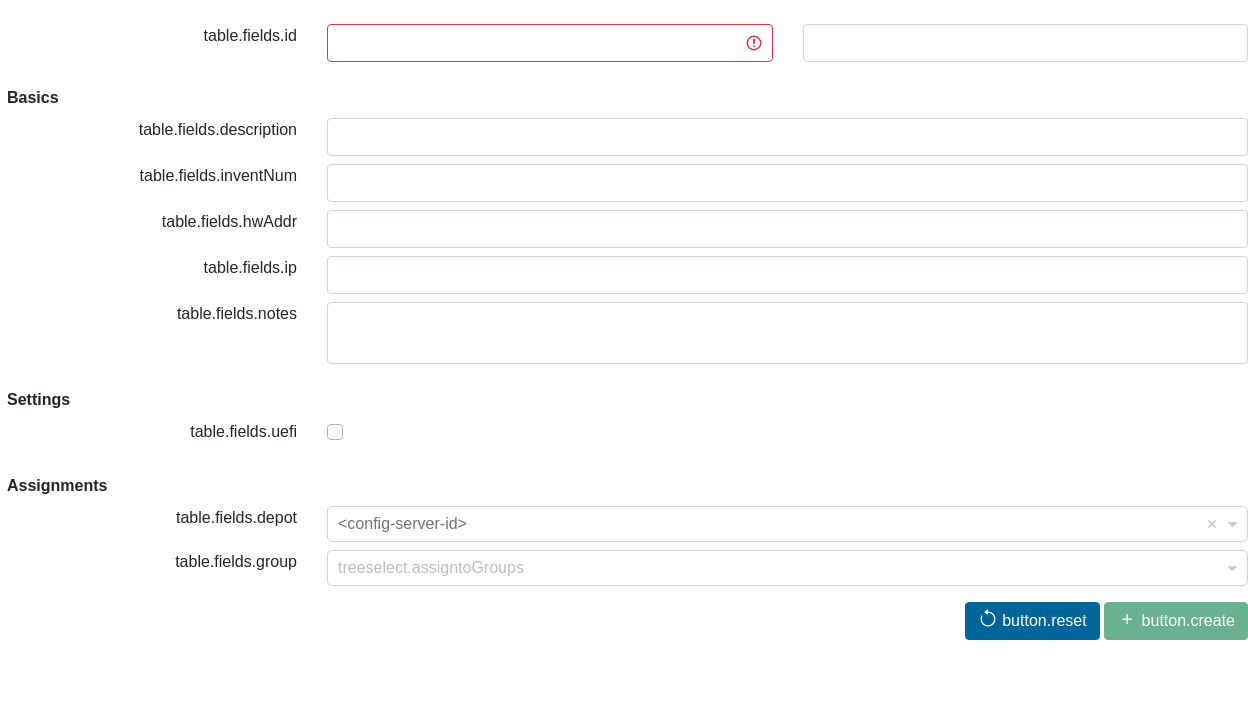 table.fields.id
Basics
table.fields.description
table.fields.inventNum
table.fields.hwAddr
table.fields.ip
table.fields.notes
Settings
table.fields.uefi
Assignments
table.fields.depot <config-server-id>
table.fields.group treeselect.assigntoGroups
button.reset button.create